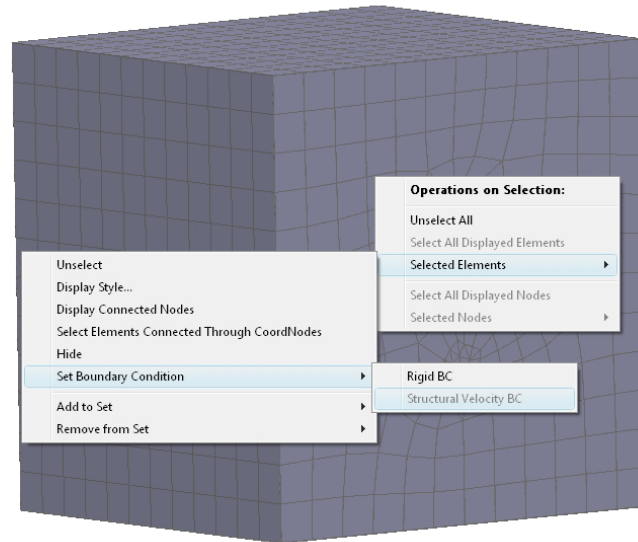 Operations on Selection:
Unselect All
Select All Displayed Elements
Selected Elements
Select All Displayed Nodes
Selected Nodes
Unselect
Display Style...
Display Connected Nodes
Select Elements Connected Through CoordNodes
Hide
Set Boundary Condition
Add to Set
Remove from Set
Rigid BC
Structural Velocity BC